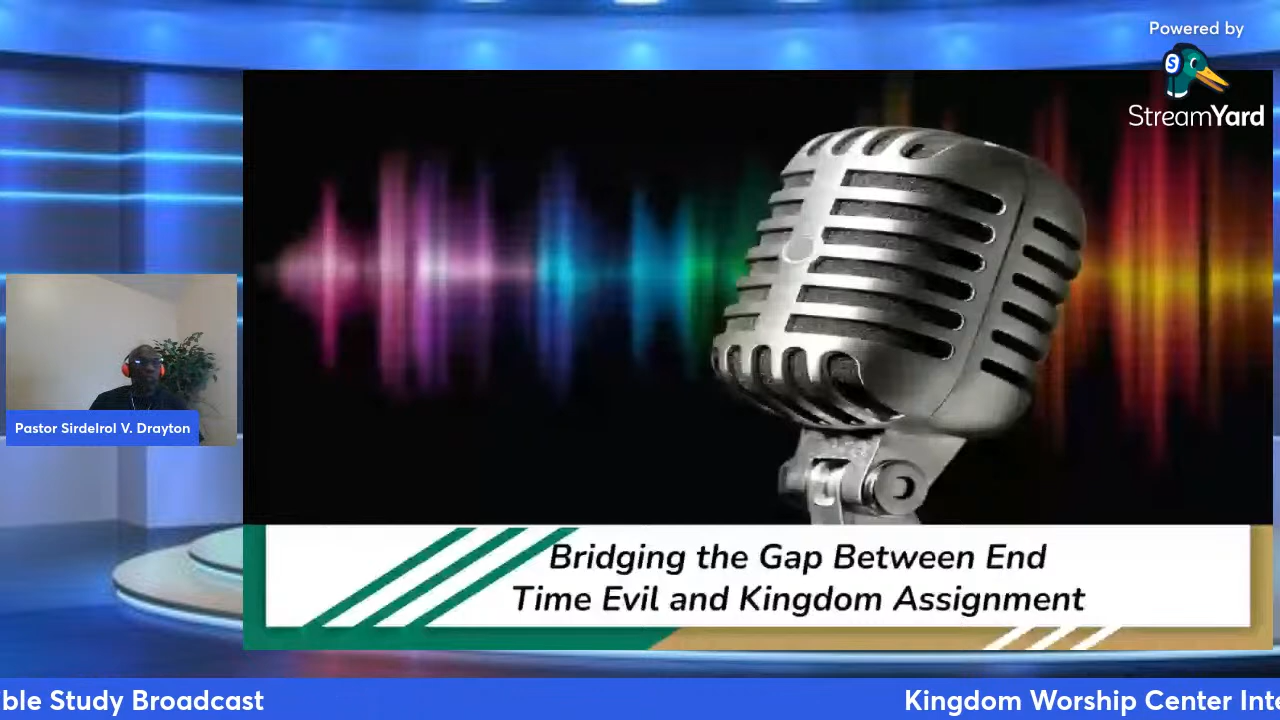 Powered by
S
StreamYard
Pastor Sirdelrol V. Drayton
Bridging the Gap Between End
Time Evil and Kingdom Assignment
ble Study Broadcast
Kingdom Worship Center Inte